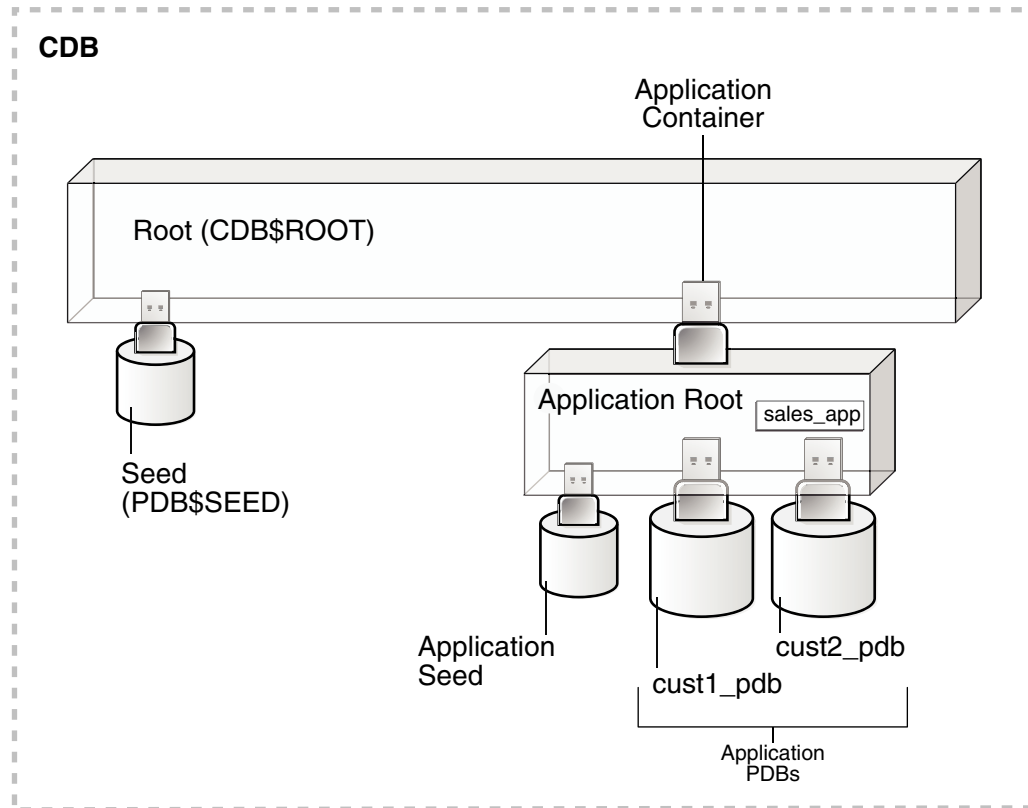 CDB
Application
Container
Root (CDB$ROOT)
Application Root
sales_app
Seed
(PDB$SEED)
Application
Seed
cust1_pdb
cust2_pdb
Application
PDBs